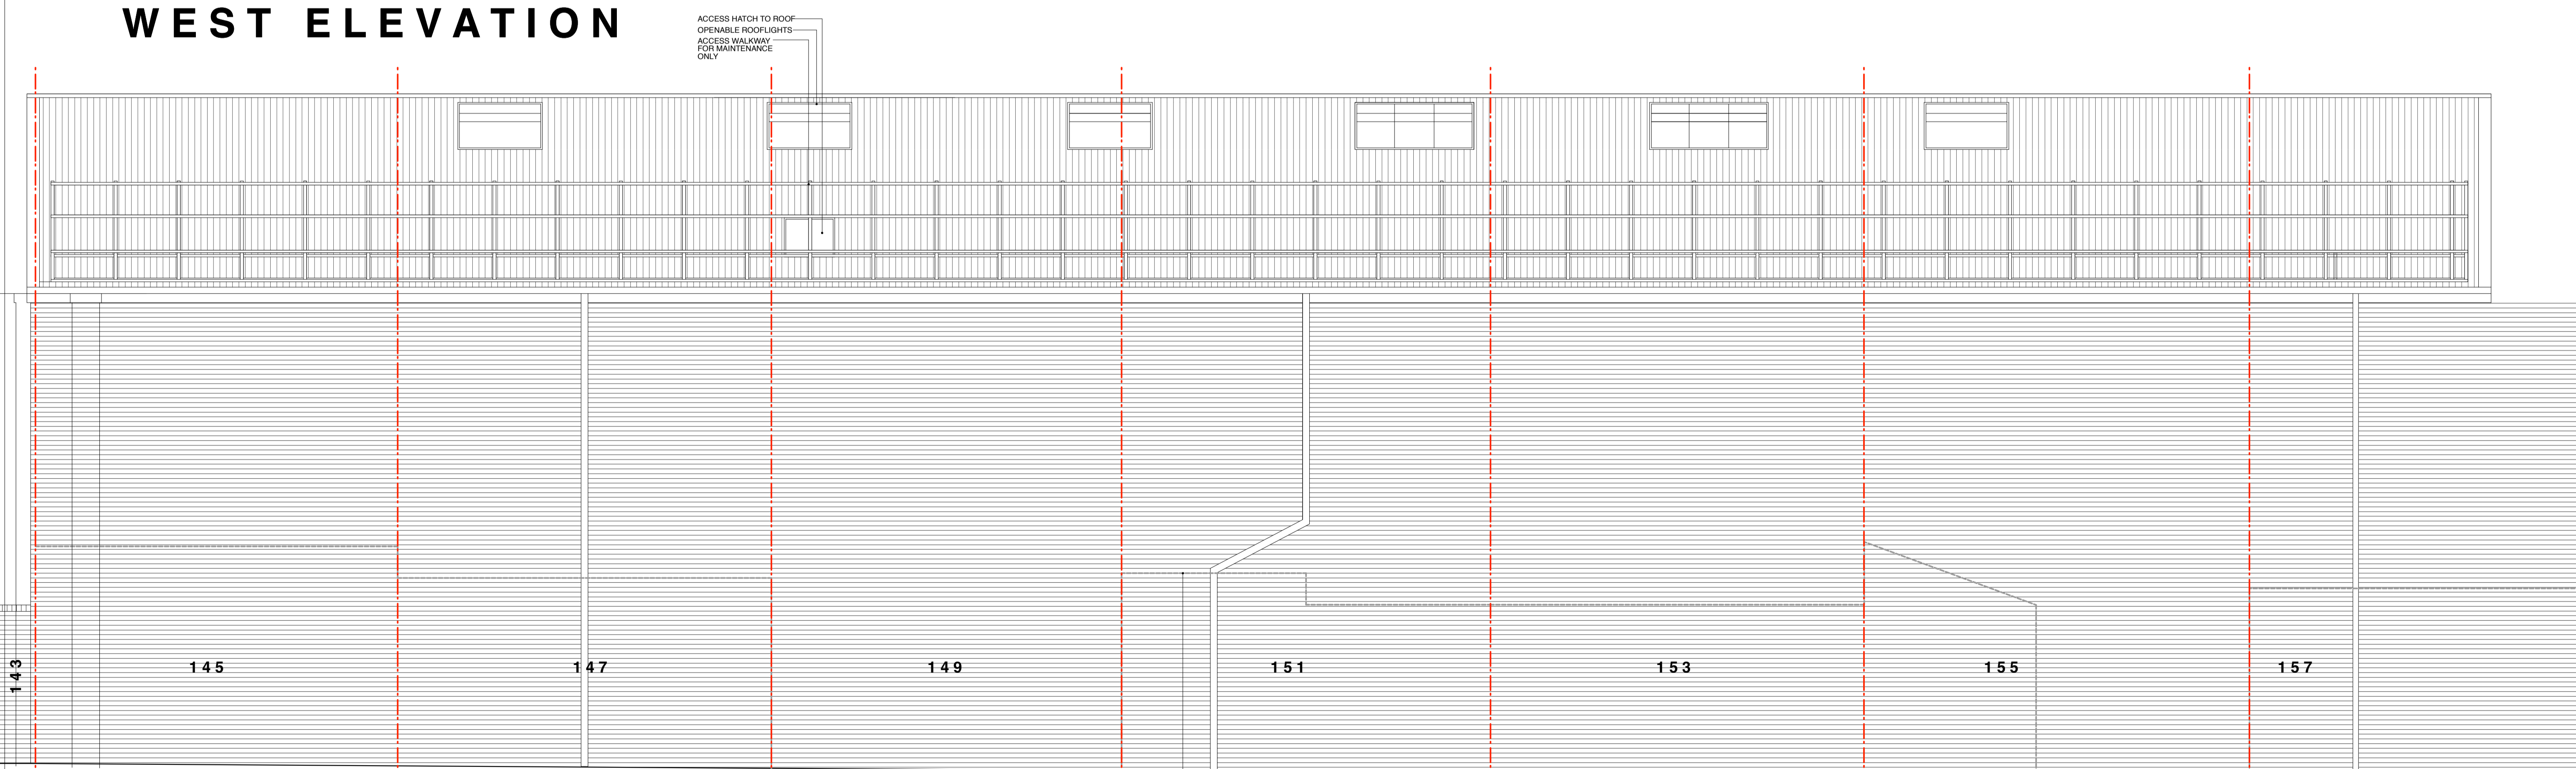 WEST ELEVATION
ACCESS HATCH TO ROOF
OPENABLE ROOFLIGHTS
ACCESS WALKWAY
FOR MAINTENANCE
ONLY
143
145
147
149
151
153
155
157